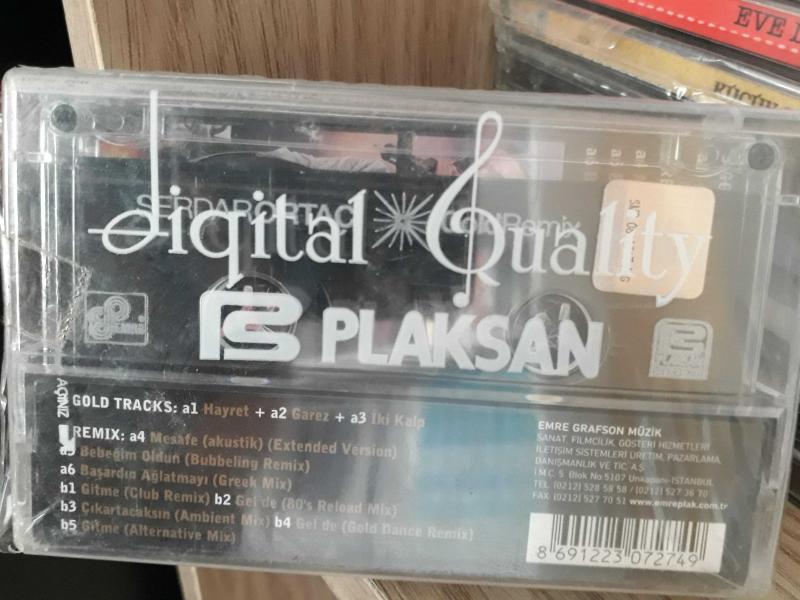 EVE
KÜÇÜK
SERDAR ORTAÇ GoldRemix
Digital Quality
PLAKSAN
AÇINIZ
GOLD TRACKS: a1 Hayret + a2 Garez + a3 İki Kalp
REMIX: a4 Mesafe (akustik) (Extended Version)
Bebeğim Oldun (Bubbeling Remix)
a6 Başardın Ağlatmayı (Greek Mix)
b1 Gitme (Club Remix) b2 Gel de (80's Reload Mix)
b3 Çıkartacaksın (Ambient Mix) b4 Gel de (Gold Dance Remix)
b5 Gitme (Alternative Mix)
EMRE GRAFSON MÜZİK
SANAT, FİLMCİLİK, GÖSTERİ HİZMETLERİ
İLETİŞİM SİSTEMLERİ ÜRETİM, PAZARLAMA,
DANIŞMANLIK VE TİC. A.Ş.
İ.M.C. 5. Blok No:5107 Unkapanı-İSTANBUL
TEL (0212) 528 58 58 / (0212) 527 36 70
FAX (0212) 527 70 51 www.emreplak.com.tr
8 691223 072749